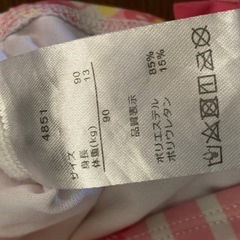 4851
サイズ 90
身長 90
体重(kg) 13
品質表示
ポリエステル 85%
ポリウレタン 15%